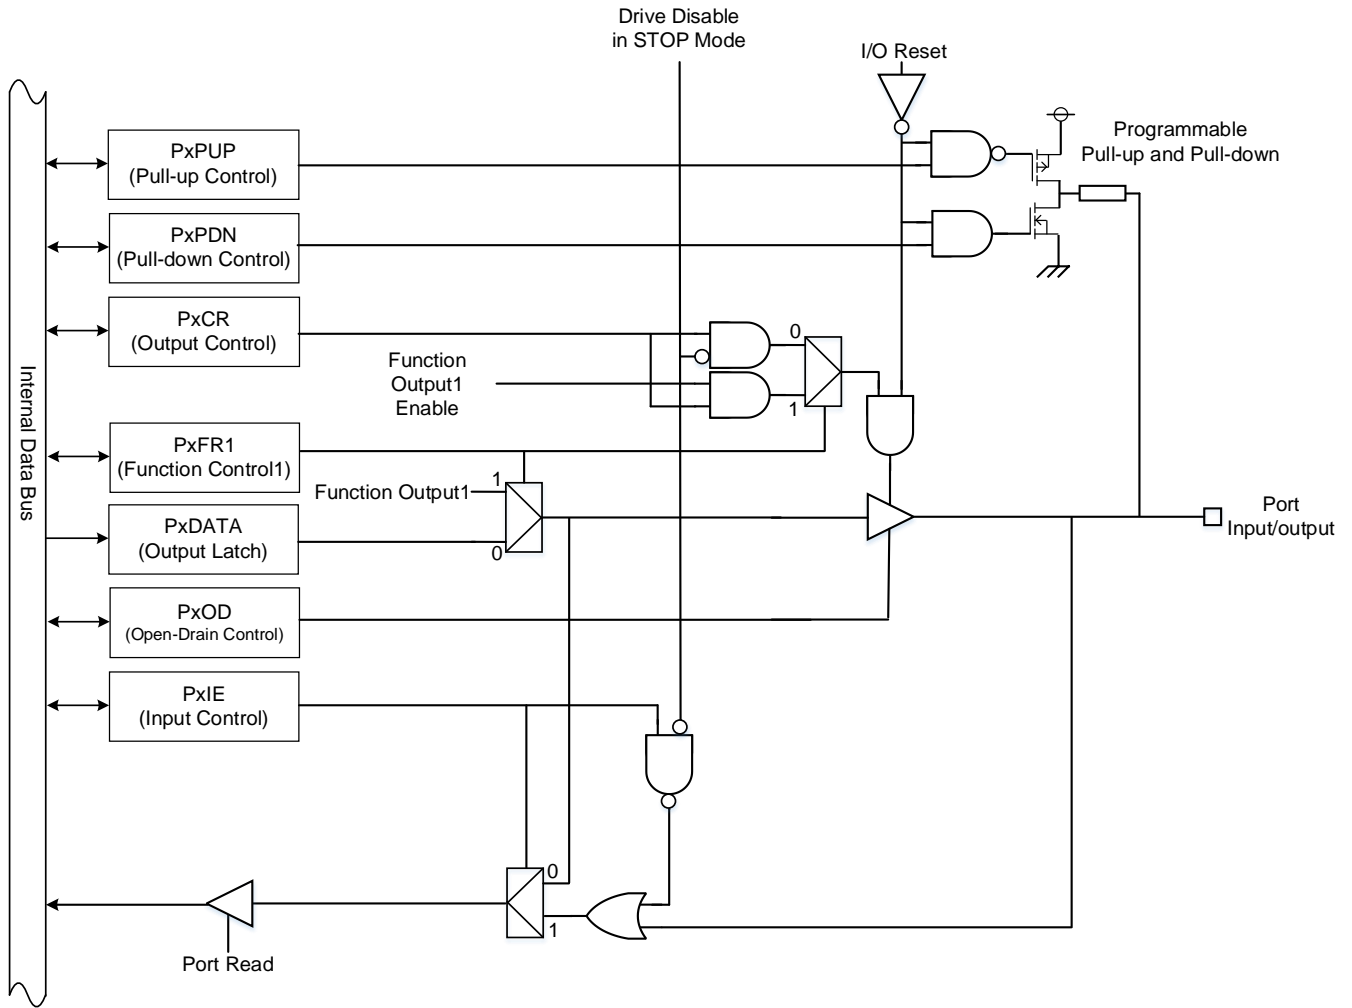 Drive Disable
in STOP Mode
I/O Reset
Programmable
Pull-up and Pull-down
PxPUP
(Pull-up Control)
PxPDN
(Pull-down Control)
PxCR
(Output Control)
0
Function
Output1
Enable
1
Internal Data Bus
PxFR1
(Function Control1)
1
Function Output1
PxDATA
(Output Latch)
0
Port
Input/output
PxOD
(Open-Drain Control)
PxIE
(Input Control)
0
1
Port Read